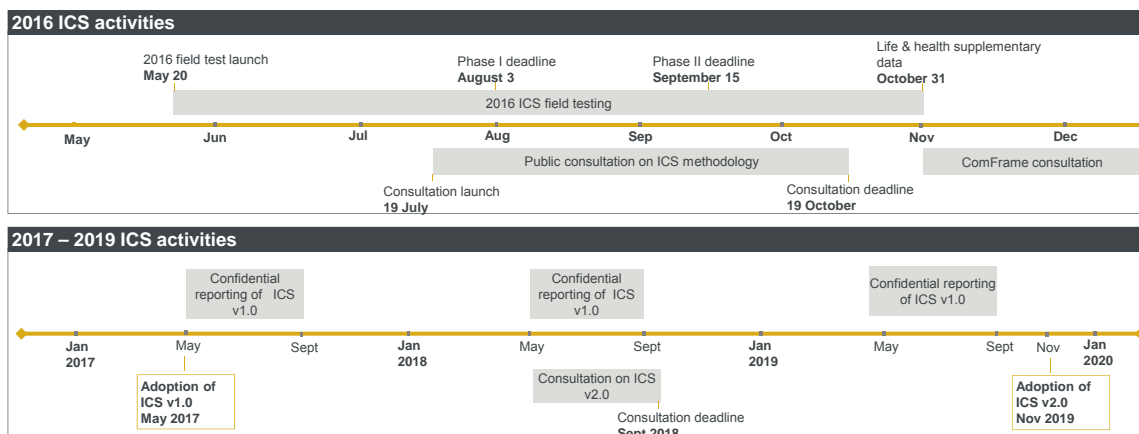 2016 ICS activities
2016 field test launch
May 20
Phase I deadline
August 3
Phase II deadline
September 15
Life & health supplementary
data
October 31
2016 ICS field testing
May
Jun
Jul
Aug
Sep
Oct
Nov
Dec
Public consultation on ICS methodology
ComFrame consultation
Consultation launch
19 July
Consultation deadline
19 October
2017 – 2019 ICS activities
Confidential
reporting of ICS
v1.0
Confidential
reporting of ICS
v1.0
Confidential reporting
of ICS v1.0
Jan
2017
May
Sept
Jan
2018
May
Sept
Jan
2019
May
Sept
Nov
Jan
2020
Adoption of
ICS v1.0
May 2017
Consultation on ICS
v2.0
Consultation deadline
Sept 2018
Adoption of
ICS v2.0
Nov 2019